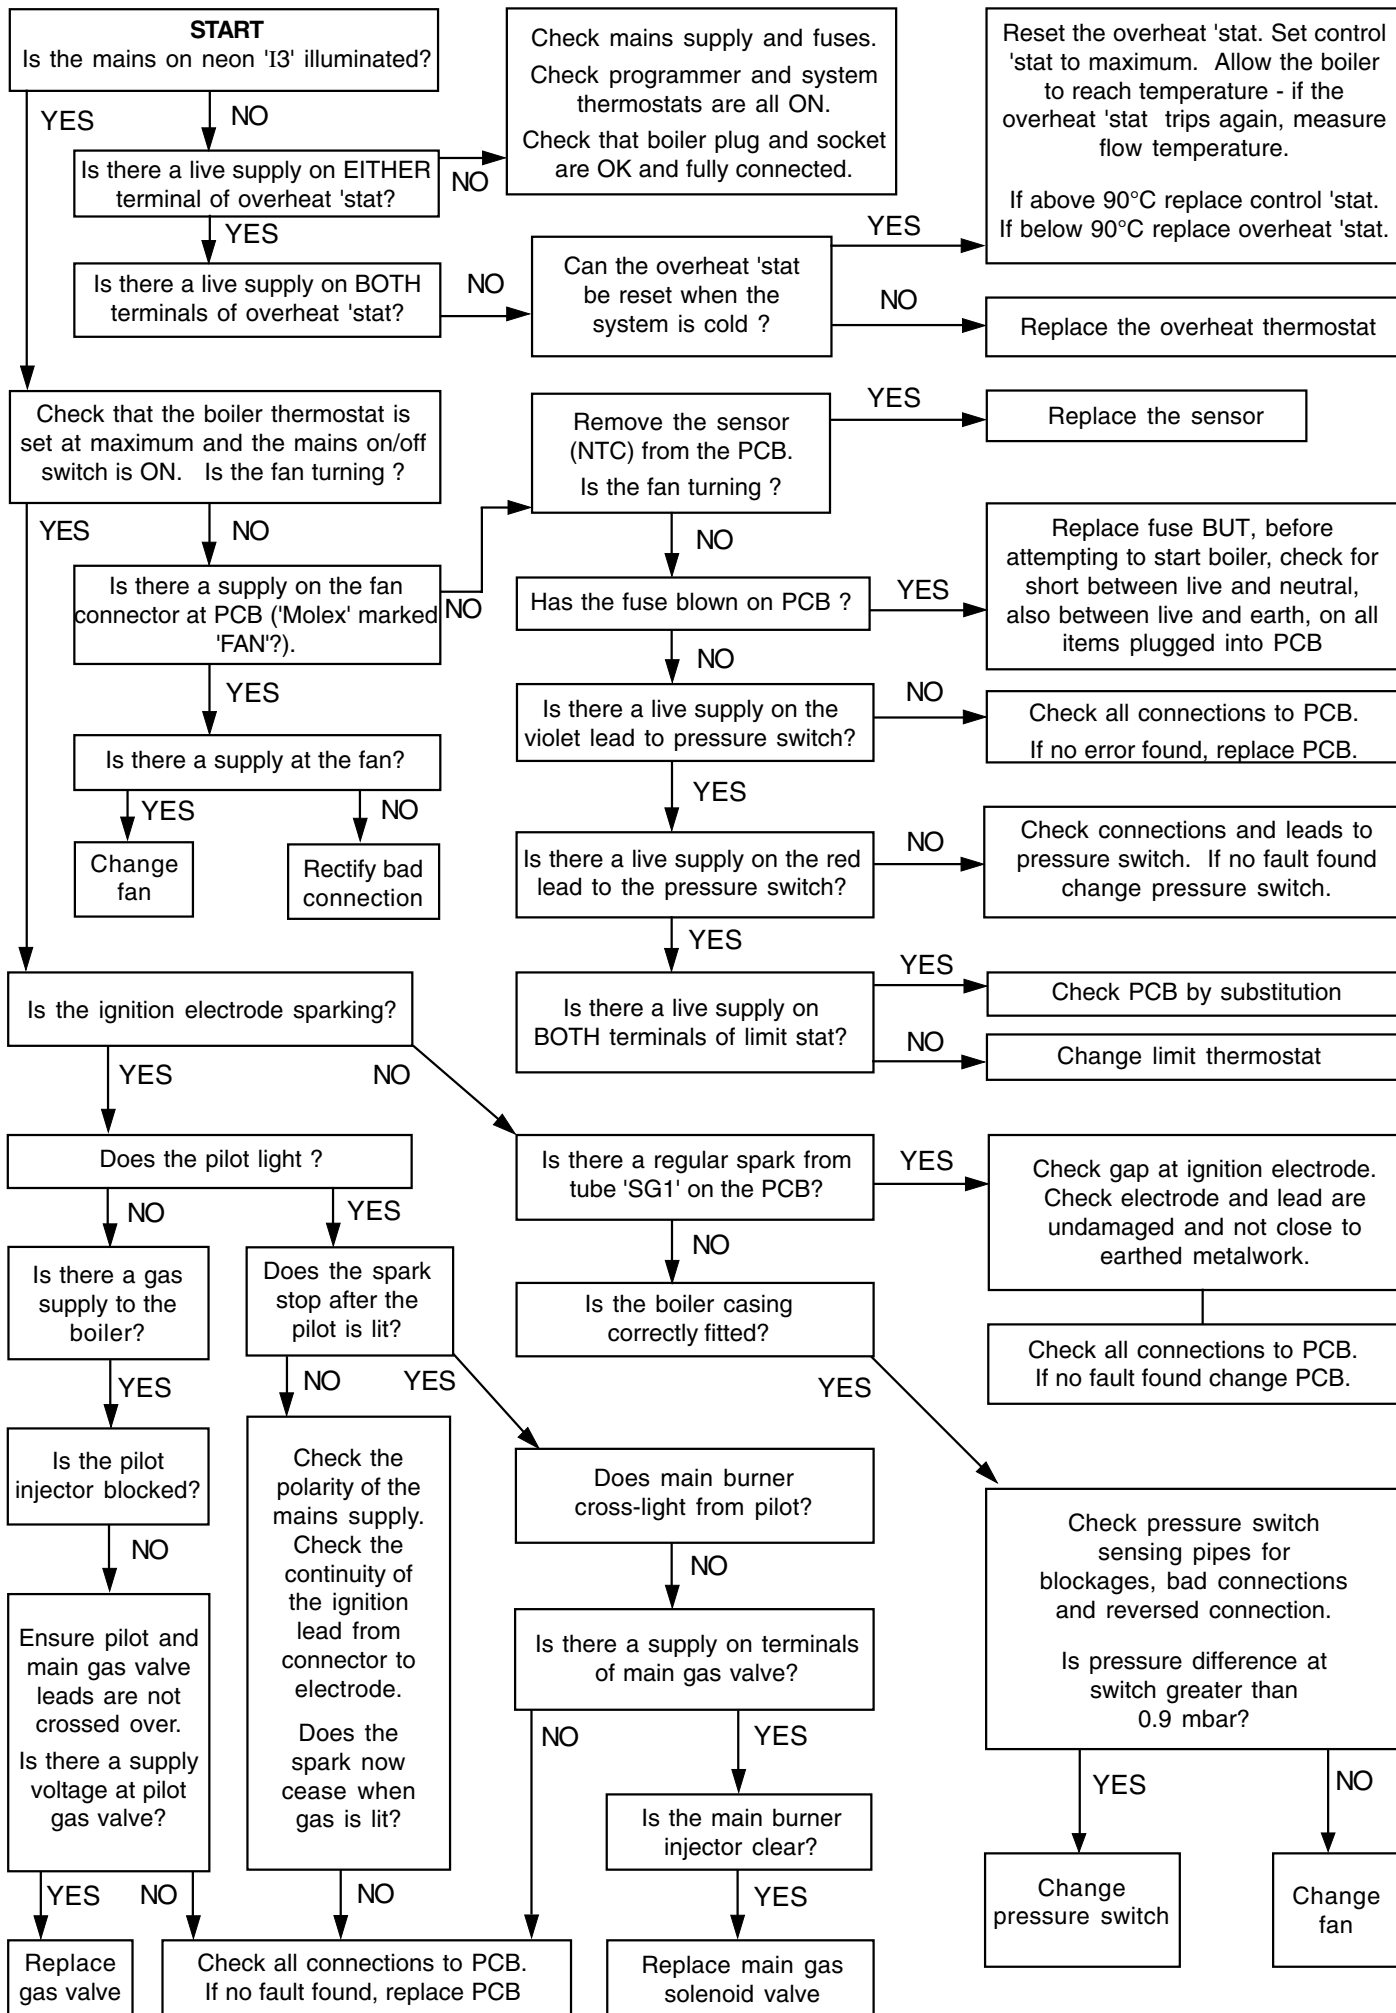 START
Is the mains on neon 'I3' illuminated?
YES
NO
Is there a live supply on EITHER
terminal of overheat 'stat?
NO
Check mains supply and fuses.
Check programmer and system
thermostats are all ON.
Check that boiler plug and socket
are OK and fully connected.
YES
Is there a live supply on BOTH
terminals of overheat 'stat?
NO
Can the overheat 'stat
be reset when the
system is cold ?
YES
Reset the overheat 'stat. Set control
'stat to maximum. Allow the boiler
to reach temperature - if the
overheat 'stat trips again, measure
flow temperature.
If above 90°C replace control 'stat.
If below 90°C replace overheat 'stat.
NO
Replace the overheat thermostat
Check that the boiler thermostat is
set at maximum and the mains on/off
switch is ON. Is the fan turning ?
YES
NO
Is there a supply on the fan
connector at PCB ('Molex' marked
'FAN'?).
NO
YES
Is there a supply at the fan?
YES
NO
Change
fan
Rectify bad
connection
Remove the sensor
(NTC) from the PCB.
Is the fan turning ?
YES
Replace the sensor
NO
Has the fuse blown on PCB ?
YES
Replace fuse BUT, before
attempting to start boiler, check for
short between live and neutral,
also between live and earth, on all
items plugged into PCB
NO
Is there a live supply on the
violet lead to pressure switch?
NO
Check all connections to PCB.
If no error found, replace PCB.
YES
Is there a live supply on the red
lead to the pressure switch?
NO
Check connections and leads to
pressure switch. If no fault found
change pressure switch.
YES
Is there a live supply on
BOTH terminals of limit stat?
YES
Check PCB by substitution
NO
Change limit thermostat
Is the ignition electrode sparking?
YES
NO
Does the pilot light ?
NO
YES
Is there a regular spark from
tube 'SG1' on the PCB?
YES
Check gap at ignition electrode.
Check electrode and lead are
undamaged and not close to
earthed metalwork.
Check all connections to PCB.
If no fault found change PCB.
NO
Is the boiler casing
correctly fitted?
YES
Is there a gas
supply to the
boiler?
YES
Is the pilot
injector blocked?
NO
Ensure pilot and
main gas valve
leads are not
crossed over.
Is there a supply
voltage at pilot
gas valve?
YES
NO
Replace
gas valve
Does the spark
stop after the
pilot is lit?
NO
YES
Check the
polarity of the
mains supply.
Check the
continuity of
the ignition
lead from
connector to
electrode.
Does the
spark now
cease when
gas is lit?
NO
Check all connections to PCB.
If no fault found, replace PCB
Does main burner
cross-light from pilot?
NO
Is there a supply on terminals
of main gas valve?
NO
YES
Is the main burner
injector clear?
YES
Replace main gas
solenoid valve
Check pressure switch
sensing pipes for
blockages, bad connections
and reversed connection.
Is pressure difference at
switch greater than
0.9 mbar?
YES
NO
Change
pressure switch
Change
fan